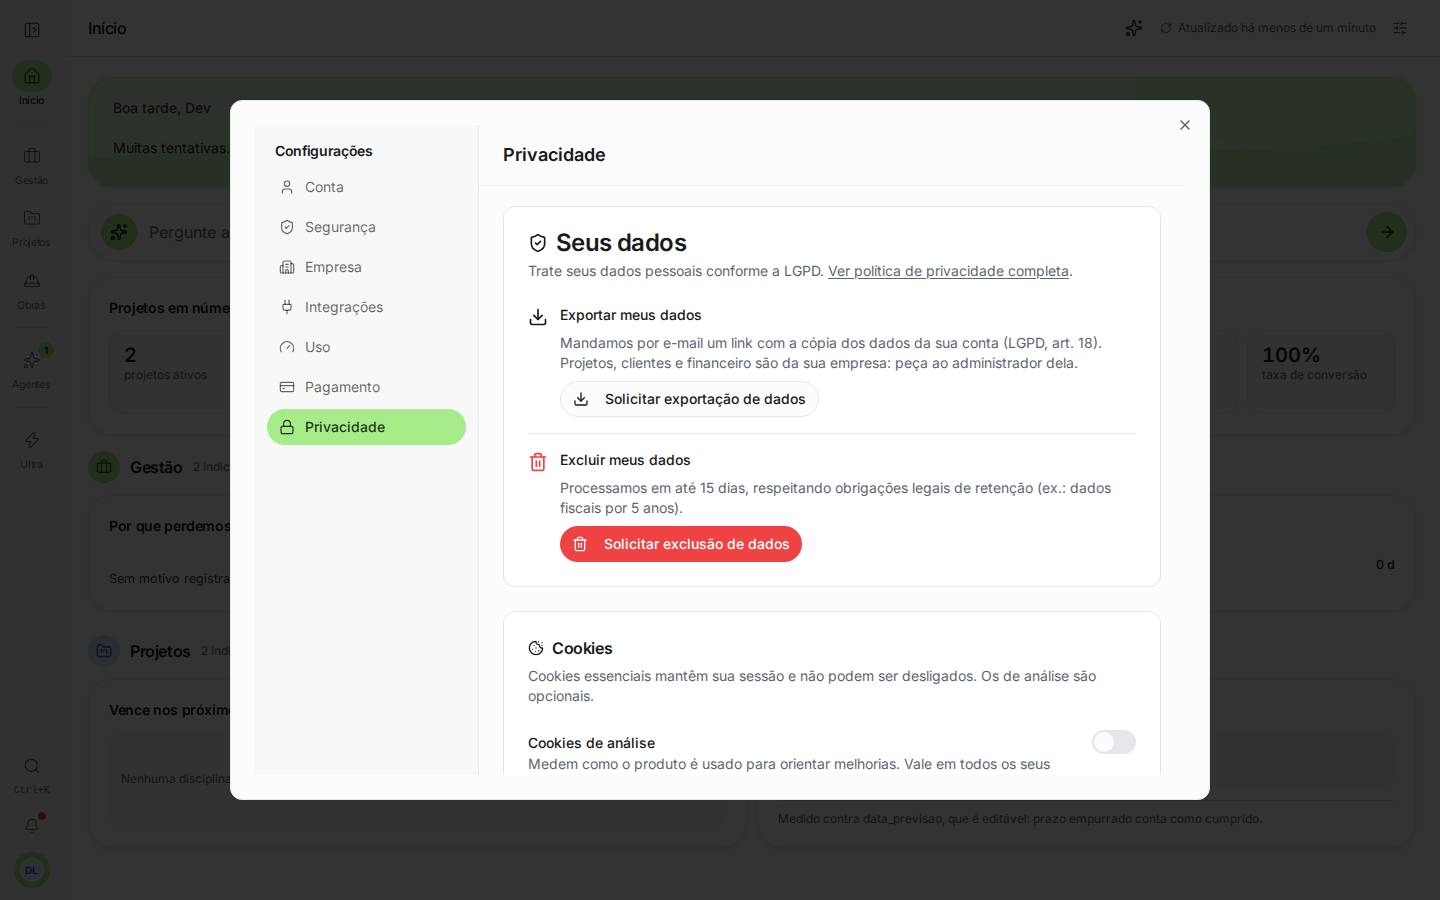 Início
Atualizado há menos de um minuto
Início
Gestão
Projetos
Obras
1
Agentes
Ultra
Ctrl+K
DL
Boa tarde, Dev
Muitas tentativas.
Pergunte a
Projetos em núme
2
projetos ativos
100%
taxa de conversão
Gestão
2 indic
Por que perdemos
Sem motivo registra
0 d
Projetos
2 indi
Vence nos próxim
Nenhuma disciplina
Medido contra data_previsao, que é editável: prazo empurrado conta como cumprido.
Configurações
Conta
Segurança
Empresa
Integrações
Uso
Pagamento
Privacidade
Privacidade
Seus dados
Trate seus dados pessoais conforme a LGPD. Ver política de privacidade completa.
Exportar meus dados
Mandamos por e-mail um link com a cópia dos dados da sua conta (LGPD, art. 18).
Projetos, clientes e financeiro são da sua empresa: peça ao administrador dela.
Solicitar exportação de dados
Excluir meus dados
Processamos em até 15 dias, respeitando obrigações legais de retenção (ex.: dados
fiscais por 5 anos).
Solicitar exclusão de dados
Cookies
Cookies essenciais mantêm sua sessão e não podem ser desligados. Os de análise são
opcionais.
Cookies de análise
Medem como o produto é usado para orientar melhorias. Vale em todos os seus